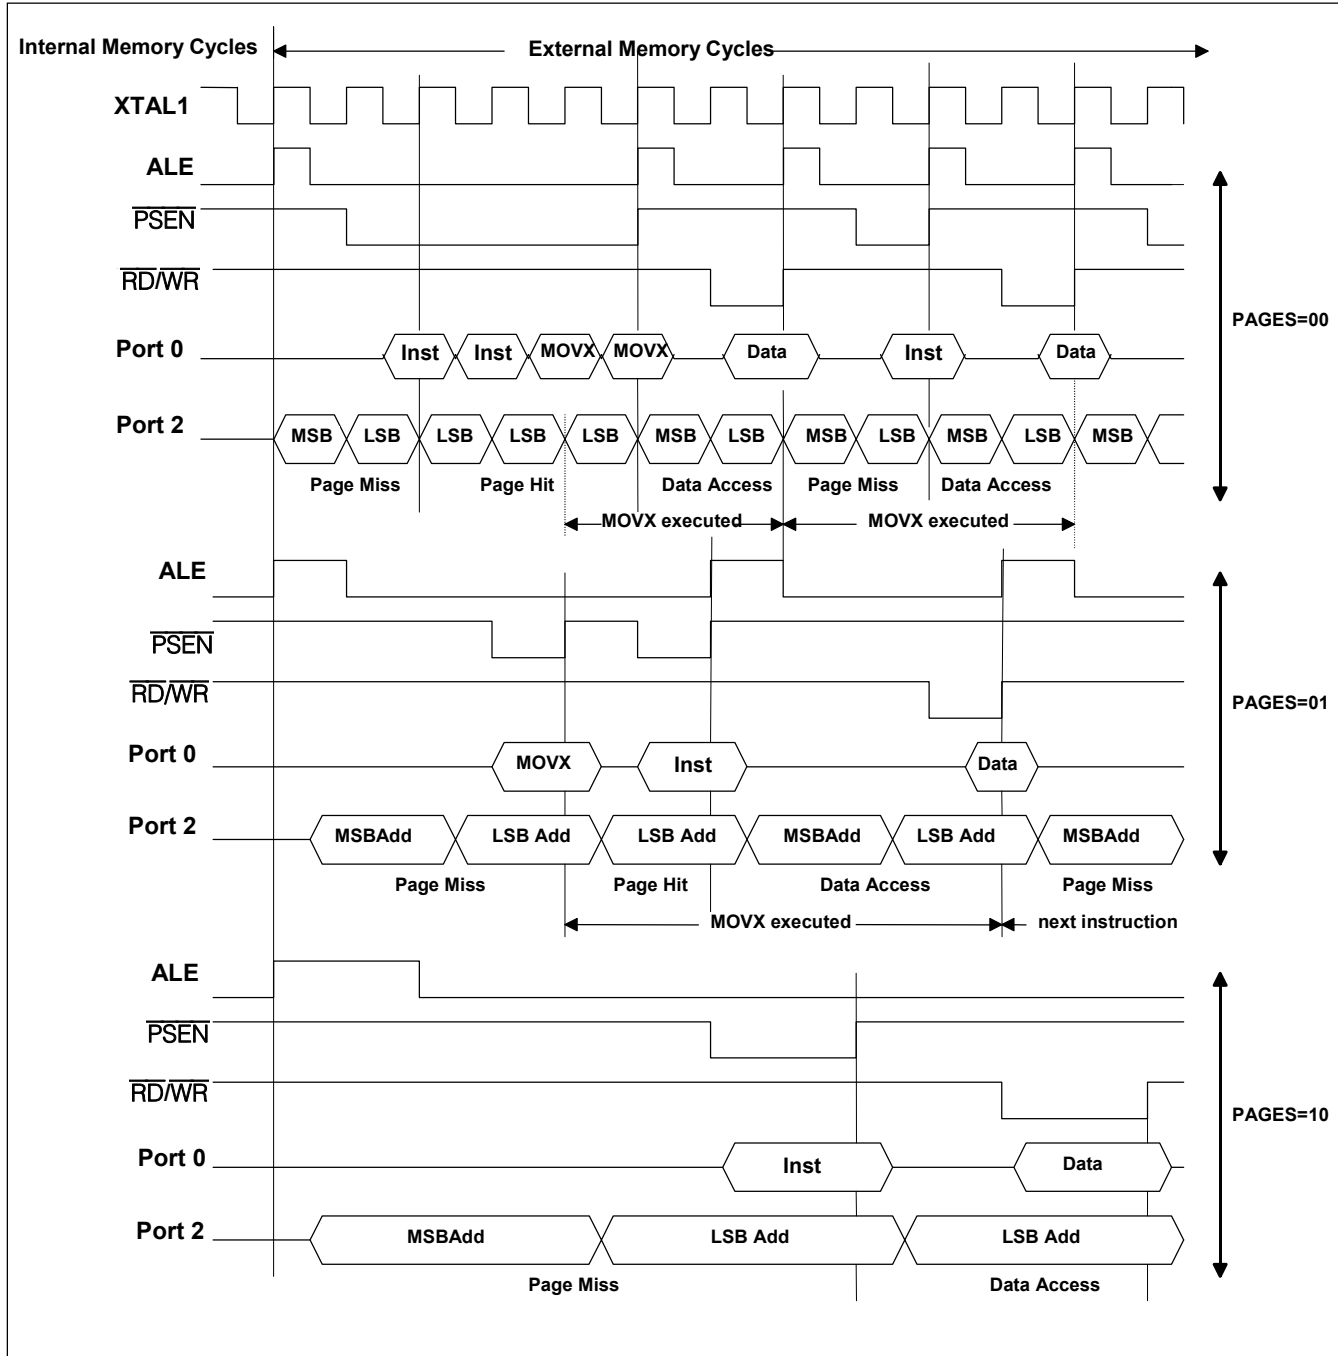 Internal Memory Cycles External Memory Cycles
XTAL1
ALE
PSEN
RD/WR
Port 0 Inst Inst MOVX MOVX Data Inst Data
Port 2 MSB LSB LSB LSB LSB MSB LSB MSB LSB MSB LSB MSB
Page Miss Page Hit Data Access Page Miss Data Access
MOVX executed MOVX executed
PAGES=00
ALE
PSEN
RD/WR
Port 0 MOVX Inst Data
Port 2 MSBAdd LSB Add LSB Add MSBAdd LSB Add MSBAdd
Page Miss Page Hit Data Access Page Miss
MOVX executed next instruction
PAGES=01
ALE
PSEN
RD/WR
Port 0 Inst Data
Port 2 MSBAdd LSB Add LSB Add
Page Miss Data Access
PAGES=10